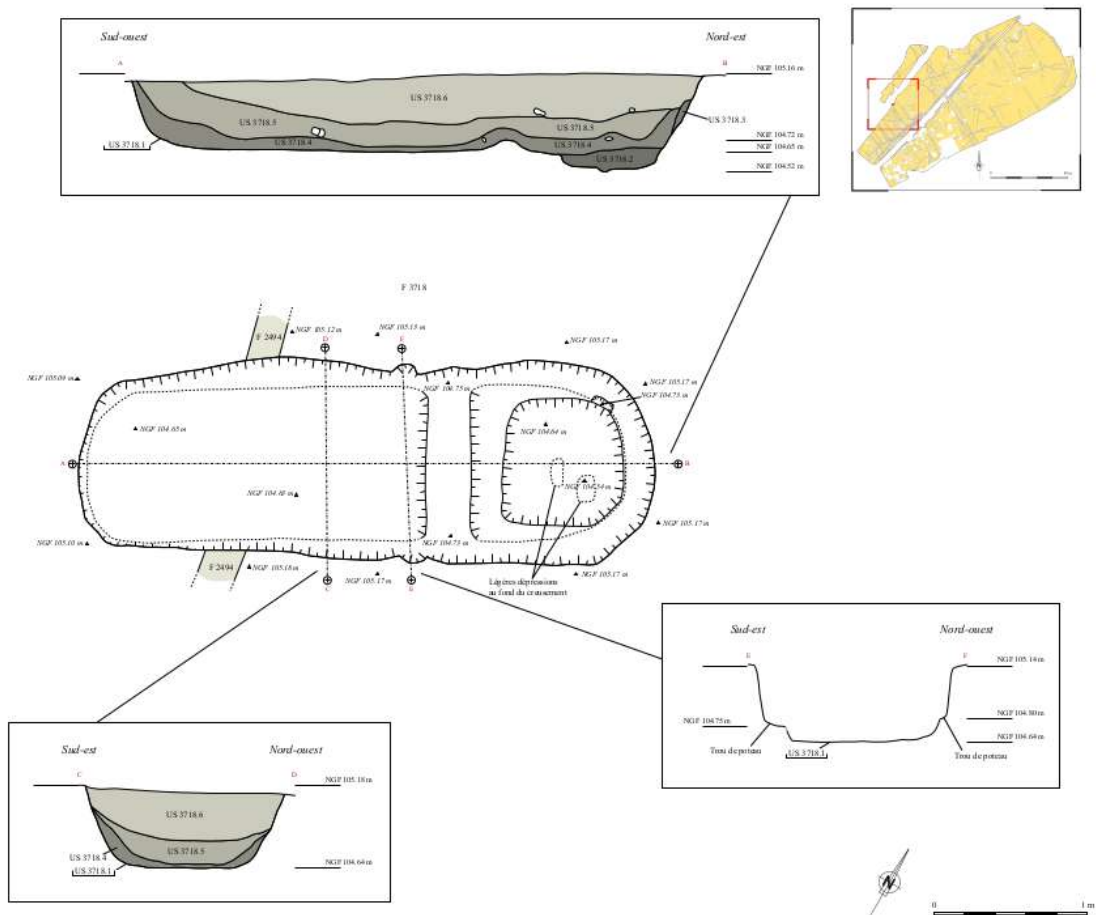 Sud-ouest
Nord-est
A
B
NGF 105.16 m
US 3718.6
US 3718.5
US 3718.5
US 3718.3
US 3718.1
US 3718.4
US 3718.4
US 3718.2
NGF 104.72 m
NGF 104.65 m
NGF 104.52 m
N
0
F 3718
F 2494
NGF 105.12 m
NGF 105.15 m
NGF 105.17 m
D
F
NGF 105.09 m
NGF 104.75 m
NGF 105.17 m
NGF 104.73 m
NGF 104.65 m
NGF 104.64 m
A
B
NGF 104.54 m
NGF 105.17 m
NGF 105.10 m
NGF 104.73 m
F 2494
NGF 105.18 m
NGF 105.17 m
NGF 105.17 m
C
E
Légères dépressions
au fond du creusement
Sud-est
Nord-ouest
E
F
NGF 105.14 m
NGF 104.75 m
NGF 104.80 m
NGF 104.64 m
Trou de poteau
US 3718.1
Trou de poteau
Sud-est
Nord-ouest
C
D
NGF 105.18 m
US 3718.6
US 3718.5
US 3718.4
US 3718.1
NGF 104.64 m
N
0
1 m